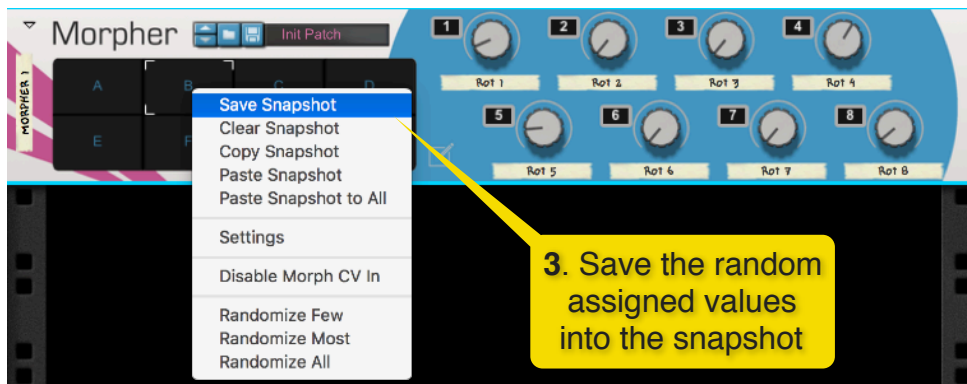 Morpher
Init Patch
MORPHER 1
A
B
C
D
E
F
1
2
3
4
Rot 1
Rot 2
Rot 3
Rot 4
5
6
7
8
Rot 5
Rot 6
Rot 7
Rot 8
Save Snapshot
Clear Snapshot
Copy Snapshot
Paste Snapshot
Paste Snapshot to All
Settings
Disable Morph CV In
Randomize Few
Randomize Most
Randomize All
3. Save the random
assigned values
into the snapshot